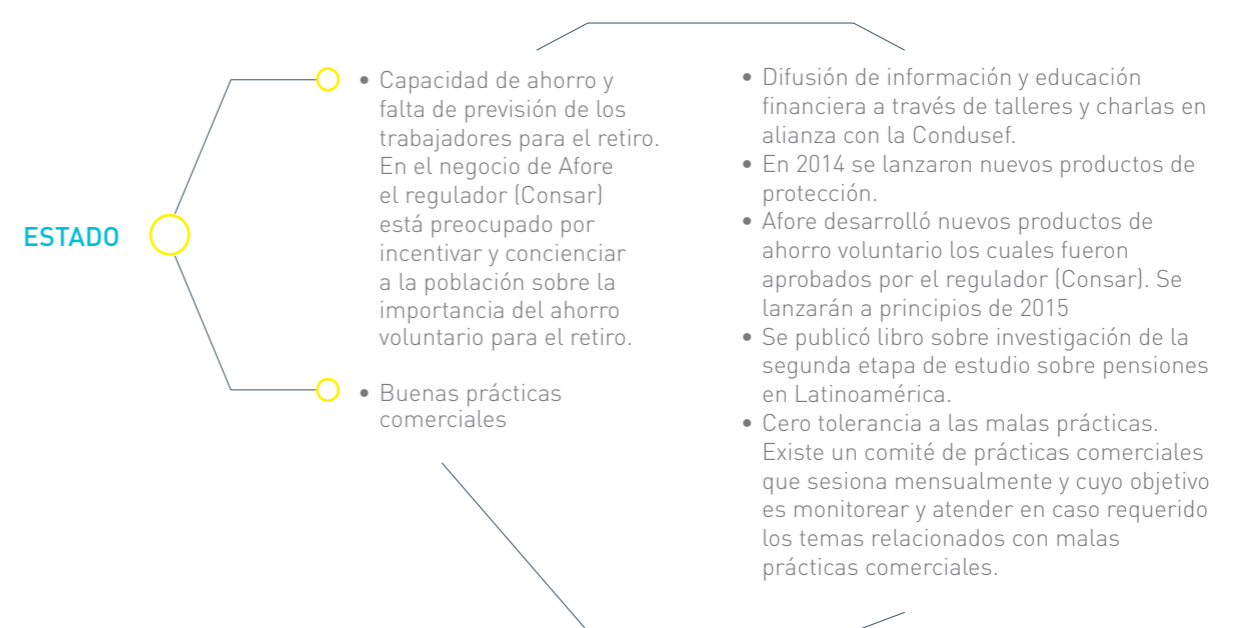 ESTADO
• Capacidad de ahorro y
falta de previsión de los
trabajadores para el retiro.
En el negocio de Afore
el regulador (Consar)
está preocupado por
incentivar y concienciar
a la población sobre la
importancia del ahorro
voluntario para el retiro.
• Buenas prácticas
comerciales
• Difusión de información y educación
financiera a través de talleres y charlas en
alianza con la Condusef.
• En 2014 se lanzaron nuevos productos de
protección.
• Afore desarrolló nuevos productos de
ahorro voluntario los cuales fueron
aprobados por el regulador (Consar). Se
lanzarán a principios de 2015
• Se publicó libro sobre investigación de la
segunda etapa de estudio sobre pensiones
en Latinoamérica.
• Cero tolerancia a las malas prácticas.
Existe un comité de prácticas comerciales
que sesiona mensualmente y cuyo objetivo
es monitorear y atender en caso requerido
los temas relacionados con malas
prácticas comerciales.